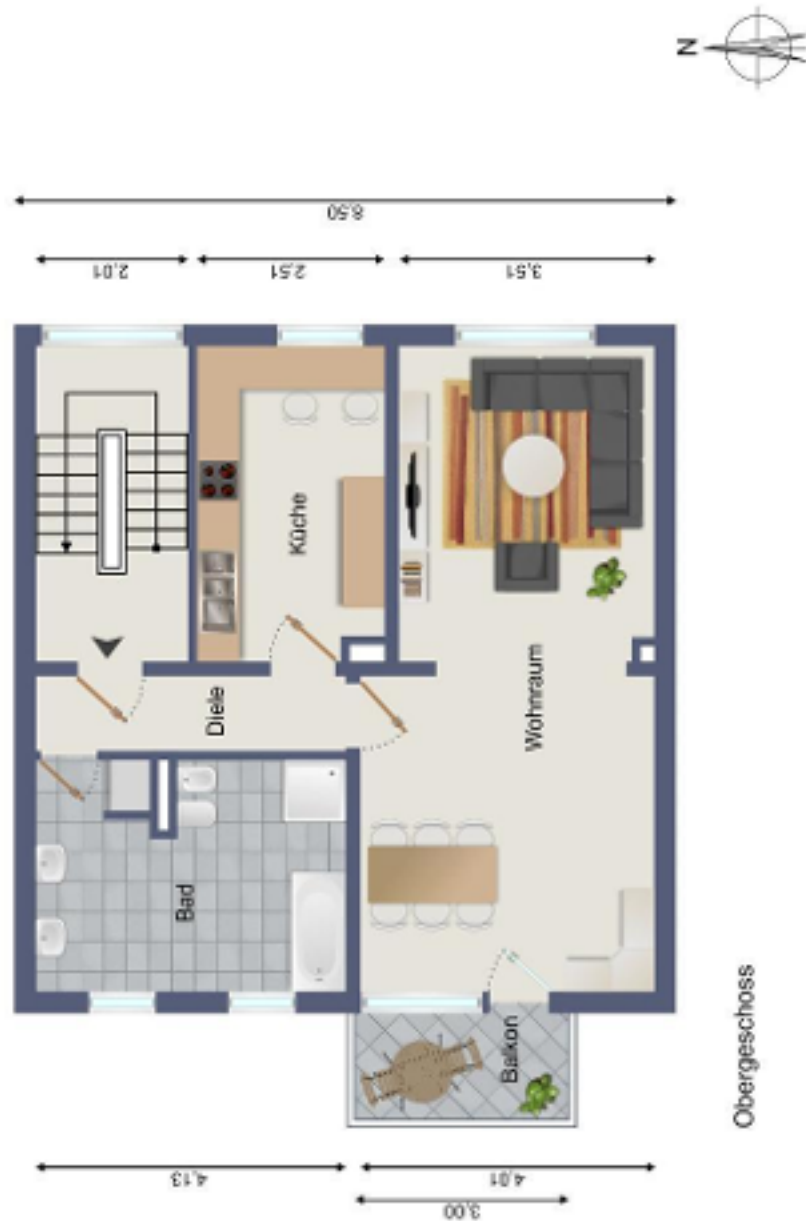 N
8,50
2,01
2,51
3,51
Küche
Diele
Wohnraum
Bad
Balkon
Obergeschoss
4,13
4,01
3,00